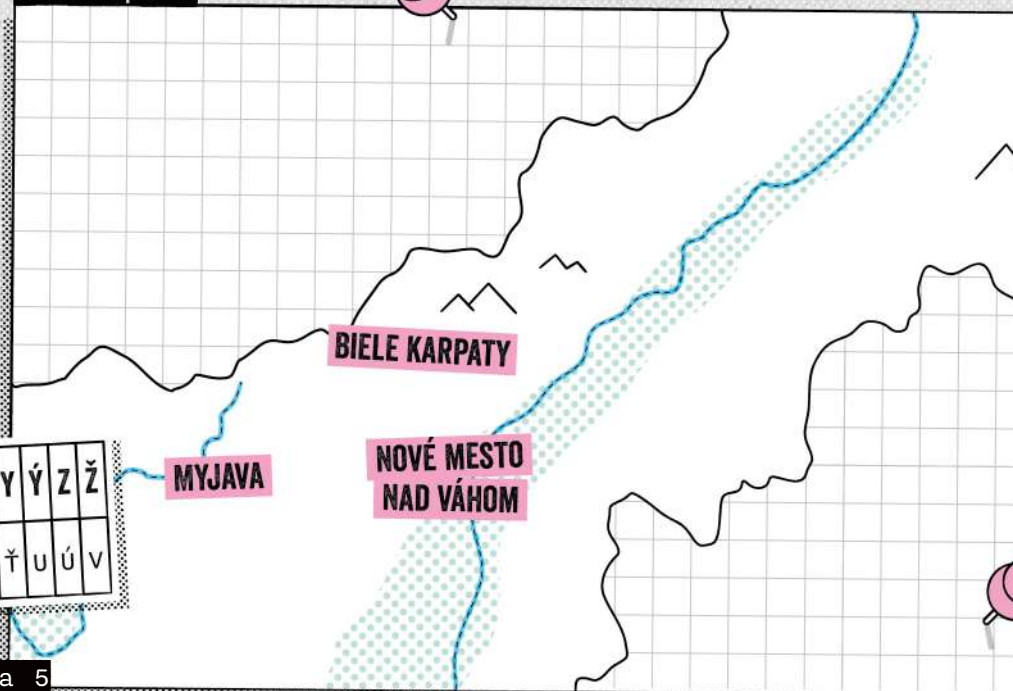 BIELE KARPATY
NOVÉ MESTO
NAD VÁHOM
MYJAVA
Y Ý Z Ž
Ť U Ú V
a 5